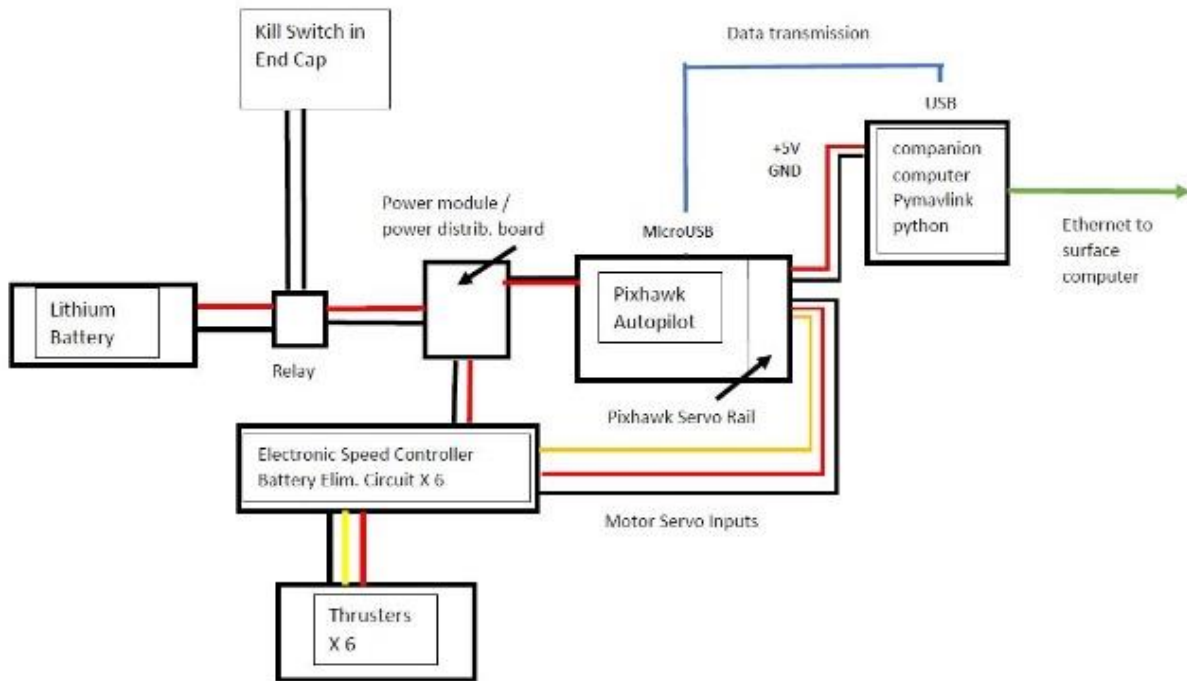 Kill Switch in
End Cap
Data transmission
USB
+5V
GND
companion
computer
Pymavlink
python
Power module /
power distrib. board
MicroUSB
Ethernet to
surface
computer
Lithium
Battery
Pixhawk
Autopilot
Relay
Pixhawk Servo Rail
Electronic Speed Controller
Battery Elim. Circuit X 6
Motor Servo Inputs
Thrusters
X 6